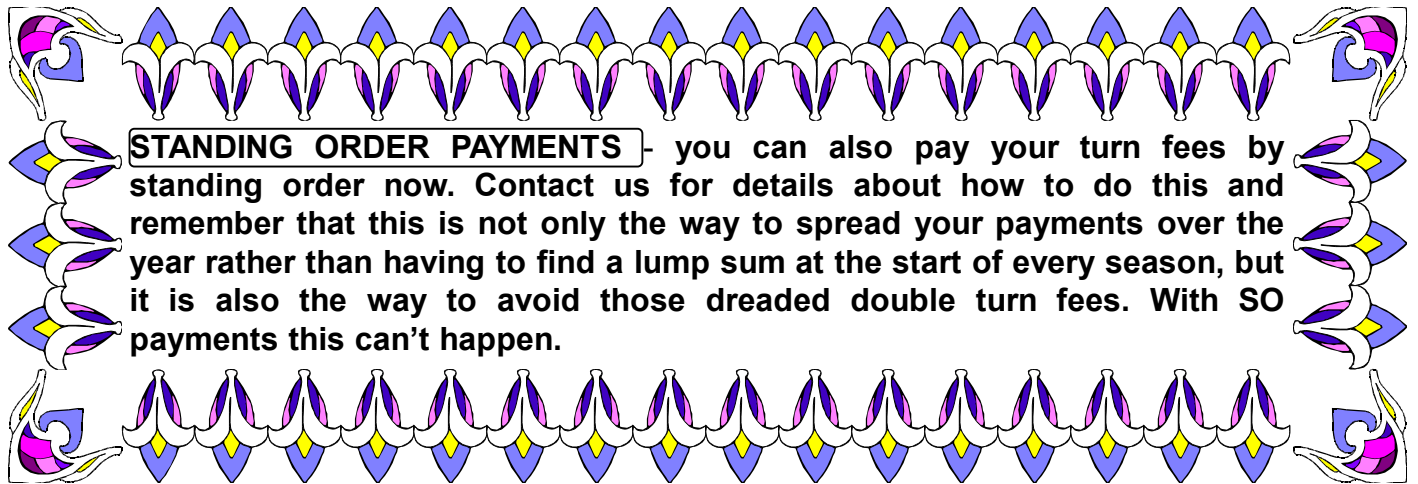 STANDING ORDER PAYMENTS - you can also pay your turn fees by
standing order now. Contact us for details about how to do this and
remember that this is not only the way to spread your payments over the
year rather than having to find a lump sum at the start of every season, but
it is also the way to avoid those dreaded double turn fees. With SO
payments this can’t happen.